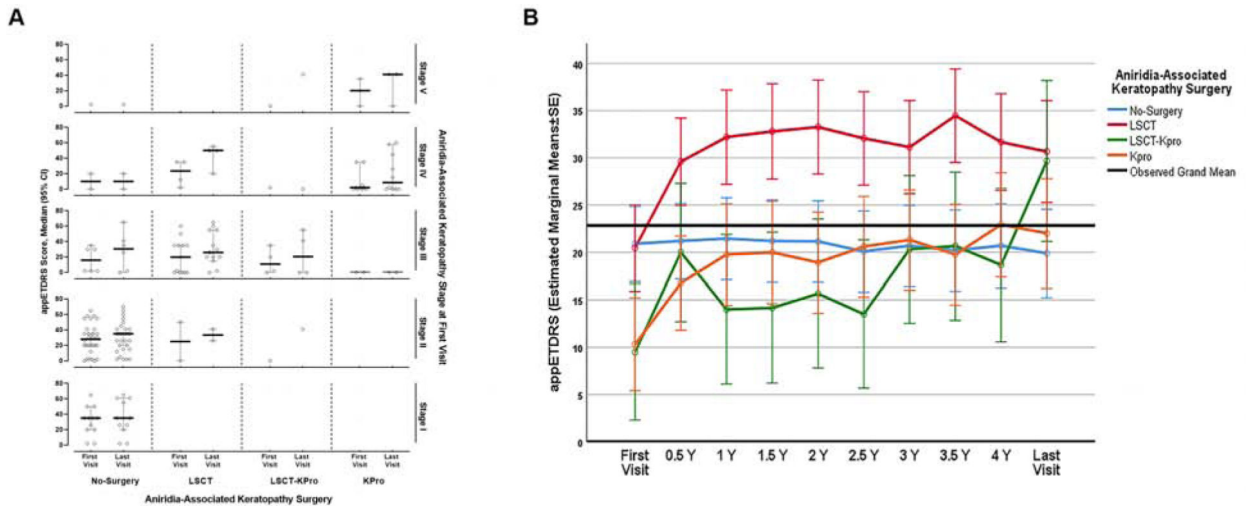 A
B
appETDRS Score, Median (95% CI)
80
60
40
20
0
Stage V
80
60
40
20
0
Stage IV
80
60
40
20
0
Stage III
80
60
40
20
0
Stage II
80
60
40
20
0
Stage I
Aniridia-Associated Keratopathy Stage at First Visit
First Last First Last First Last First Last
Visit Visit Visit Visit Visit Visit Visit Visit
No-Surgery LSCT LSCT-KPro KPro
Aniridia-Associated Keratopathy Surgery
appETDRS (Estimated Marginal Means±SE)
40
35
30
25
20
15
10
5
0
First 0.5 Y 1 Y 1.5 Y 2 Y 2.5 Y 3 Y 3.5 Y 4 Y Last
Visit Visit
Aniridia-Associated
Keratopathy Surgery
No-Surgery
LSCT
LSCT-Kpro
Kpro
Observed Grand Mean